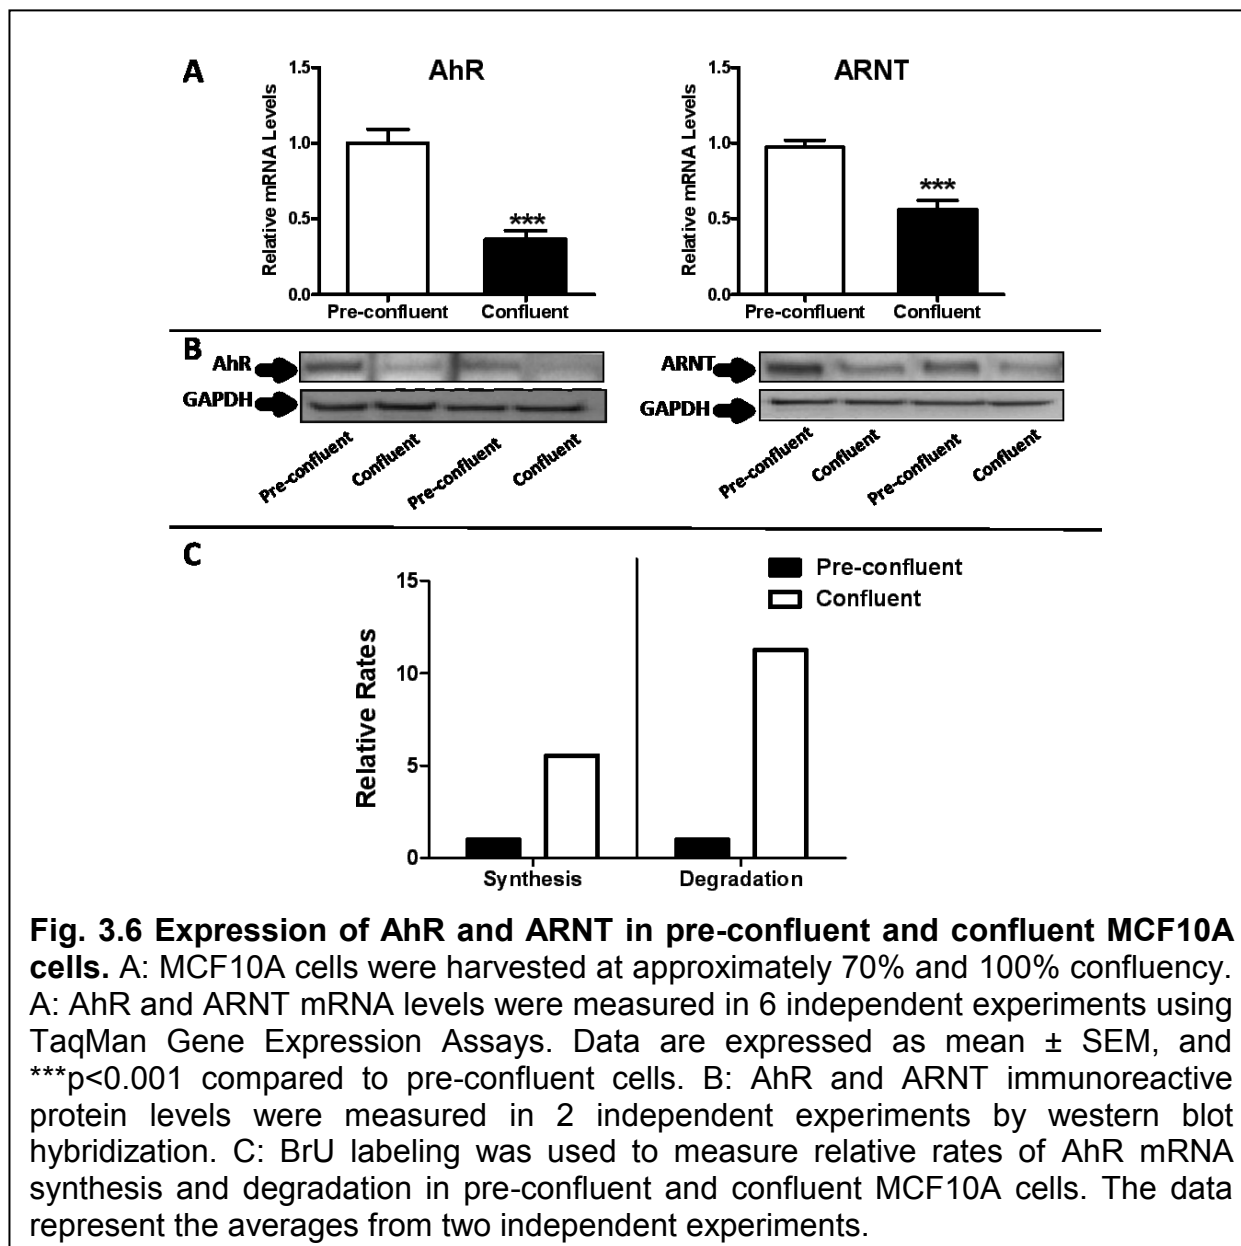 A
AhR
ARNT
Relative mRNA Levels
1.5
1.0
0.5
0.0
***
Pre-confluent Confluent
Relative mRNA Levels
1.5
1.0
0.5
0.0
***
Pre-confluent Confluent
B
AhR
GAPDH
Pre-confluent
Confluent
Pre-confluent
Confluent
ARNT
GAPDH
Pre-confluent
Confluent
Pre-confluent
Confluent
C
Pre-confluent
Confluent
Relative Rates
15
10
5
0
Synthesis Degradation
Fig. 3.6 Expression of AhR and ARNT in pre-confluent and confluent MCF10A
cells. A: MCF10A cells were harvested at approximately 70% and 100% confluency.
A: AhR and ARNT mRNA levels were measured in 6 independent experiments using
TaqMan Gene Expression Assays. Data are expressed as mean ± SEM, and
***p<0.001 compared to pre-confluent cells. B: AhR and ARNT immunoreactive
protein levels were measured in 2 independent experiments by western blot
hybridization. C: BrU labeling was used to measure relative rates of AhR mRNA
synthesis and degradation in pre-confluent and confluent MCF10A cells. The data
represent the averages from two independent experiments.